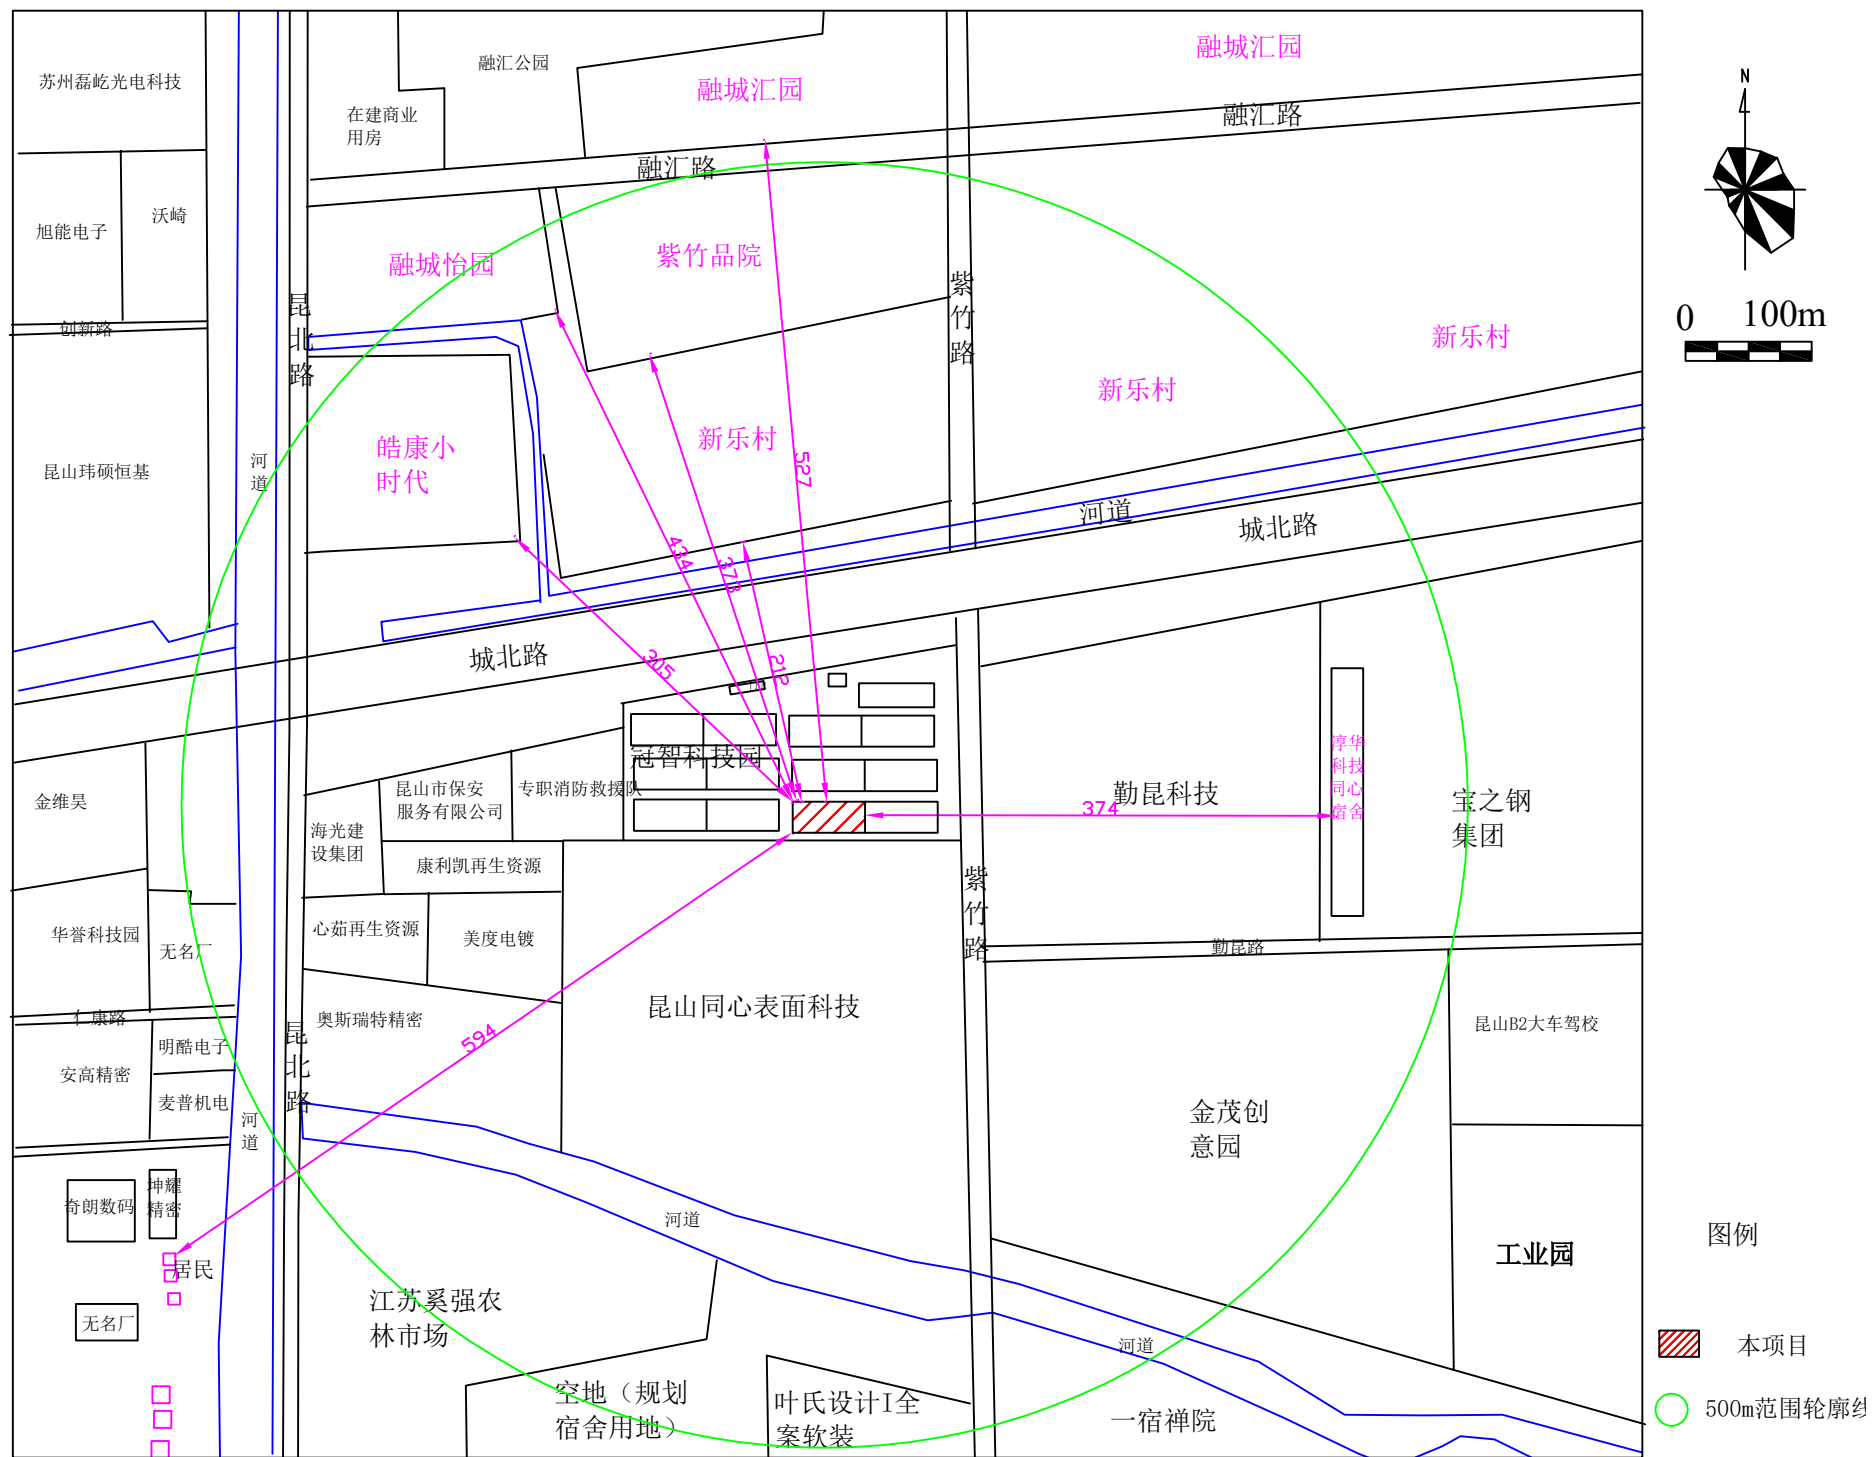 苏州磊屹光电科技
融汇公园
在建商业
用房
融城汇园
融城汇园
融汇路
融汇路
N
旭能电子
沃崎
创新路
昆北路
融城怡园
紫竹品院
紫竹路
新乐村
新乐村
0 100m
昆山玮硕恒基
河道
皓康小
时代
新乐村
527
河道
城北路
434
373
212
305
城北路
冠智科技园
金维昊
昆山市保安
服务有限公司
专职消防救援队
海光建
设集团
康利凯再生资源
374
勤昆科技
淳华
科技
同心
宿舍
宝之钢
集团
紫竹路
华誉科技园
无名厂
心茹再生资源
美度电镀
勤昆路
仁康路
昆北路
奥斯瑞特精密
昆山同心表面科技
594
明酷电子
安高精密
麦普机电
河道
昆山B2大车驾校
金茂创
意园
奇朗数码
坤耀
精密
居民
无名厂
河道
江苏奚强农
林市场
河道
工业园
图例
本项目
500m范围轮廓线
空地（规划
宿舍用地）
叶氏设计I全
案软装
一宿禅院